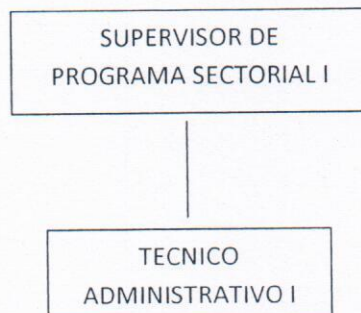 SUPERVISOR DE
PROGRAMA SECTORIAL I
TECNICO
ADMINISTRATIVO I